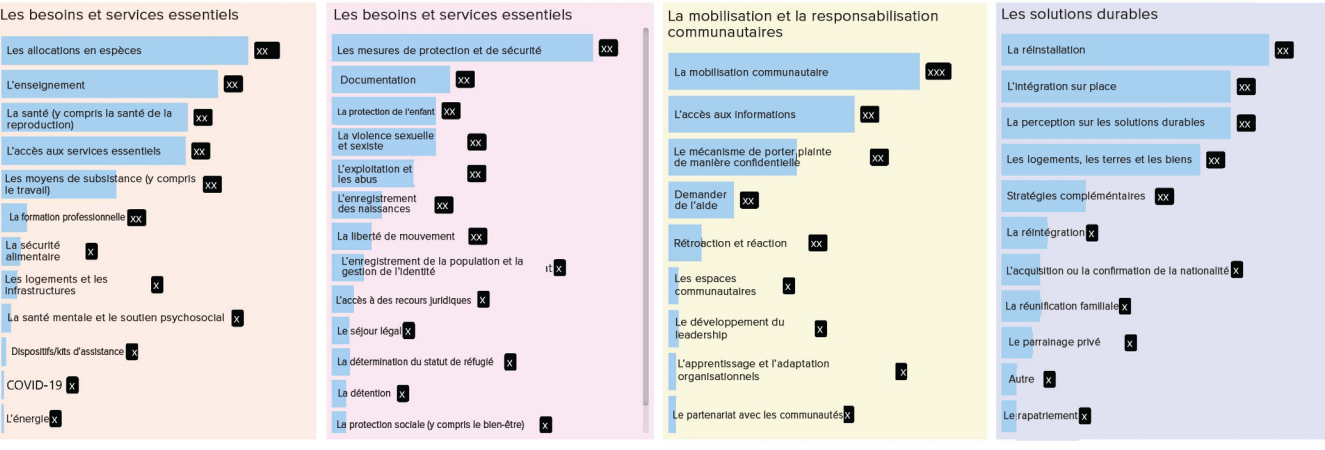 Les besoins et services essentiels
Les allocations en espèces xx
L'enseignement xx
La santé (y compris la santé de la
reproduction) xx
L'accès aux services essentiels xx
Les moyens de subsistance (y compris
le travail) xx
La formation professionnelle xx
La sécurité
alimentaire x
Les logements et les
infrastructures x
La santé mentale et le soutien psychosocial x
Dispositifs/kits d'assistance x
COVID-19 x
L'énergie x
Les besoins et services essentiels
Les mesures de protection et de sécurité xx
Documentation xx
La protection de l'enfant xx
La violence sexuelle
et sexiste xx
L'exploitation et
les abus xx
L'enregistrement
des naissances xx
La liberté de mouvement xx
L'enregistrement de la population et la
gestion de l'identité ıt x
L'accès à des recours juridiques x
Le séjour légal x
La détermination du statut de réfugié x
La détention x
La protection sociale (y compris le bien-être) x
La mobilisation et la responsabilisation
communautaires
La mobilisation communautaire xxx
L'accès aux informations xx
Le mécanisme de porter plainte
de manière confidentielle xx
Demander
de l'aide xx
Rétroaction et réaction xx
Les espaces
communautaires x
Le développement du
leadership x
L'apprentissage et l'adaptation
organisationnels x
Le partenariat avec les communautés x
Les solutions durables
La réinstallation xx
L'intégration sur place xx
La perception sur les solutions durables xx
Les logements, les terres et les biens xx
Stratégies compléméntaires xx
La réintégration x
L'acquisition ou la confirmation de la nationalité x
La réunification familiale x
Le parrainage privé x
Autre x
Le rapatriement x